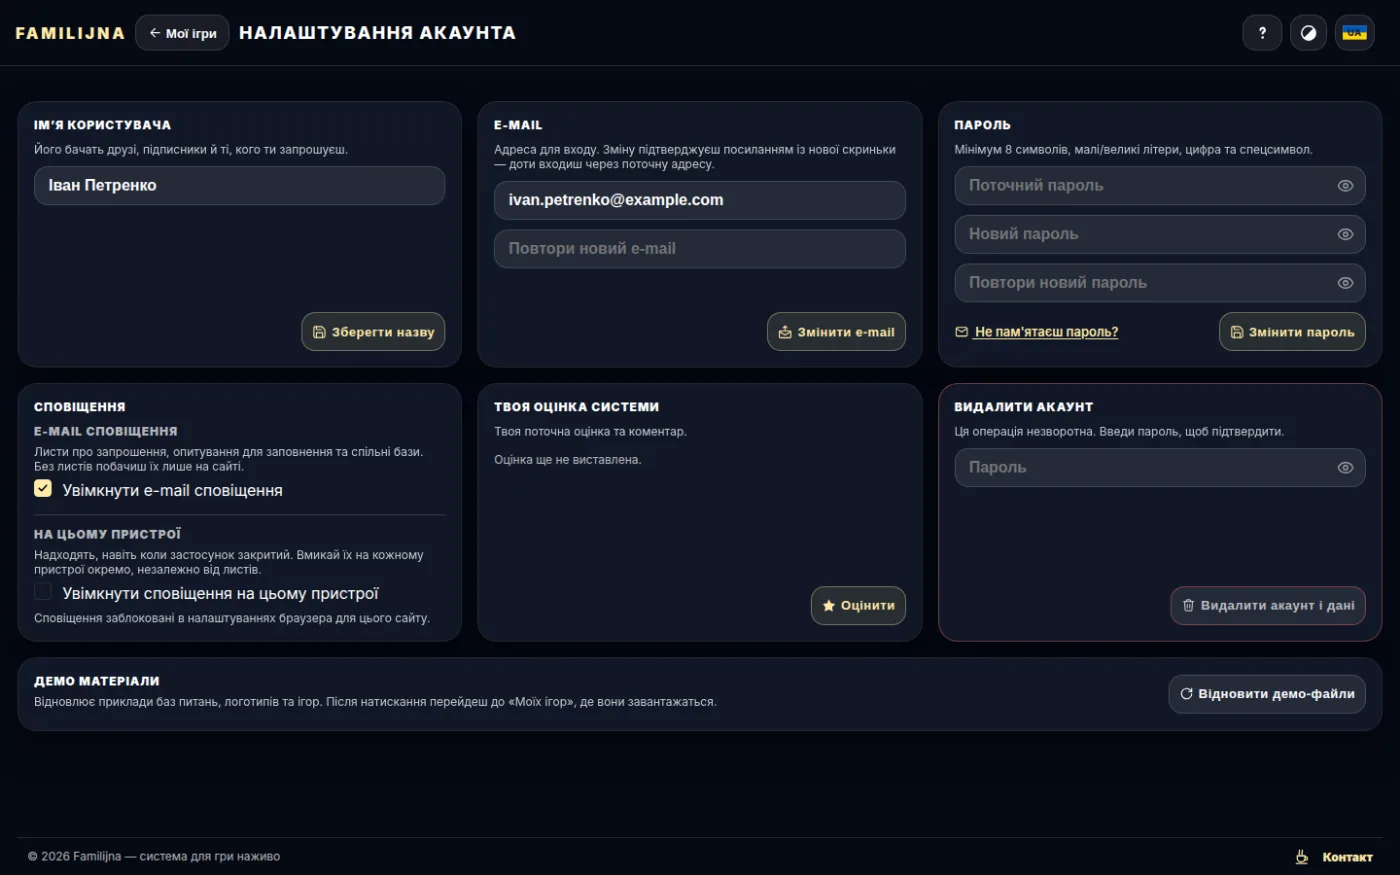 FAMILIJNA
← Мої ігри
НАЛАШТУВАННЯ АКАУНТА
?
UA
ІМ'Я КОРИСТУВАЧА
Його бачать друзі, підписники й ті, кого ти запрошуєш.
Іван Петренко
Зберегти назву
E-MAIL
Адреса для входу. Зміну підтверджуєш посиланням із нової скриньки
— доти входиш через поточну адресу.
ivan.petrenko@example.com
Повтори новий e-mail
Змінити e-mail
ПАРОЛЬ
Мінімум 8 символів, малі/великі літери, цифра та спецсимвол.
Поточний пароль
Новий пароль
Повтори новий пароль
Не пам'ятаєш пароль?
Змінити пароль
СПОВІЩЕННЯ
E-MAIL СПОВІЩЕННЯ
Листи про запрошення, опитування для заповнення та спільні бази.
Без листів побачиш їх лише на сайті.
Увімкнути e-mail сповіщення
НА ЦЬОМУ ПРИСТРОЇ
Надходять, навіть коли застосунок закритий. Вмикай їх на кожному
пристрої окремо, незалежно від листів.
Увімкнути сповіщення на цьому пристрої
Сповіщення заблоковані в налаштуваннях браузера для цього сайту.
ТВОЯ ОЦІНКА СИСТЕМИ
Твоя поточна оцінка та коментар.
Оцінка ще не виставлена.
Оцінити
ВИДАЛИТИ АКАУНТ
Ця операція незворотна. Введи пароль, щоб підтвердити.
Пароль
Видалити акаунт і дані
ДЕМО МАТЕРІАЛИ
Відновлює приклади баз питань, логотипів та ігор. Після натискання перейдеш до «Моїх ігор», де вони завантажаться.
Відновити демо-файли
© 2026 Familijna — система для гри наживо
Контакт